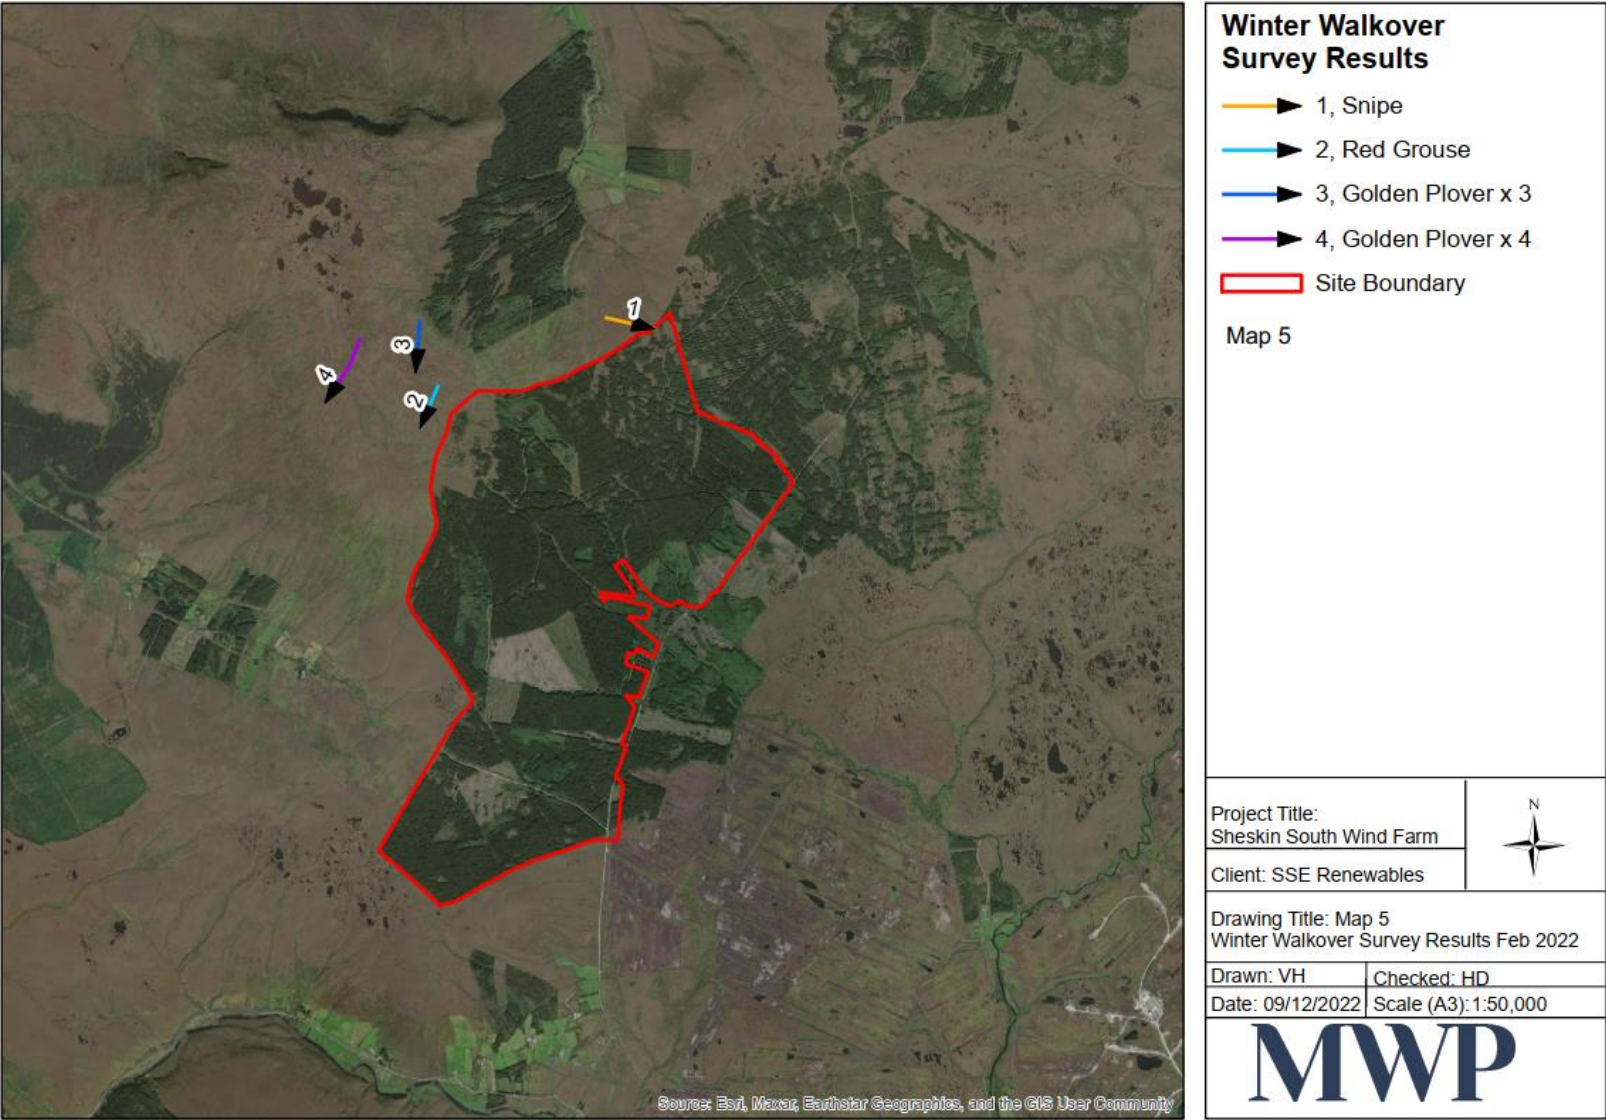 Winter Walkover
Survey Results
1, Snipe
2, Red Grouse
3, Golden Plover x 3
4, Golden Plover x 4
Site Boundary
Map 5
1
3
4
2
Source: Esri, Maxar, Earthstar Geographics, and the GIS User Community
Project Title:
Sheskin South Wind Farm
N
Client: SSE Renewables
Drawing Title: Map 5
Winter Walkover Survey Results Feb 2022
Drawn: VH
Checked: HD
Date: 09/12/2022
Scale (A3): 1:50,000
MWP